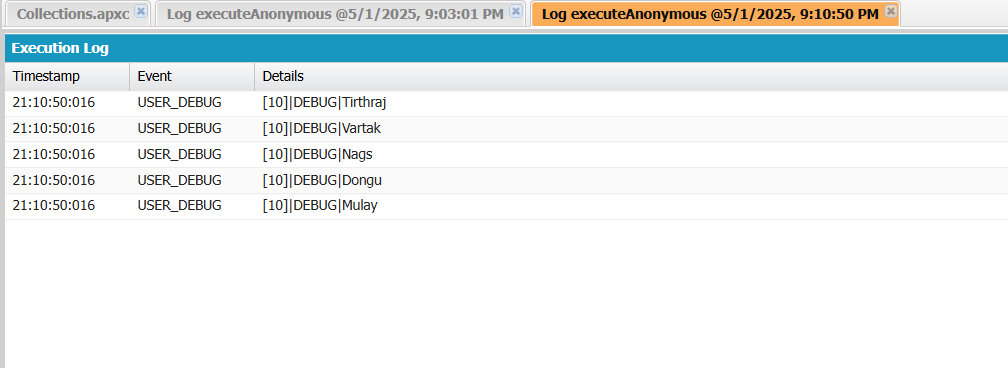 Collections.apxc Log executeAnonymous @5/1/2025, 9:03:01 PM Log executeAnonymous @5/1/2025, 9:10:50 PM
Execution Log
Timestamp Event Details
21:10:50:016 USER_DEBUG [10]|DEBUG|Tirthraj
21:10:50:016 USER_DEBUG [10]|DEBUG|Vartak
21:10:50:016 USER_DEBUG [10]|DEBUG|Nags
21:10:50:016 USER_DEBUG [10]|DEBUG|Dongu
21:10:50:016 USER_DEBUG [10]|DEBUG|Mulay